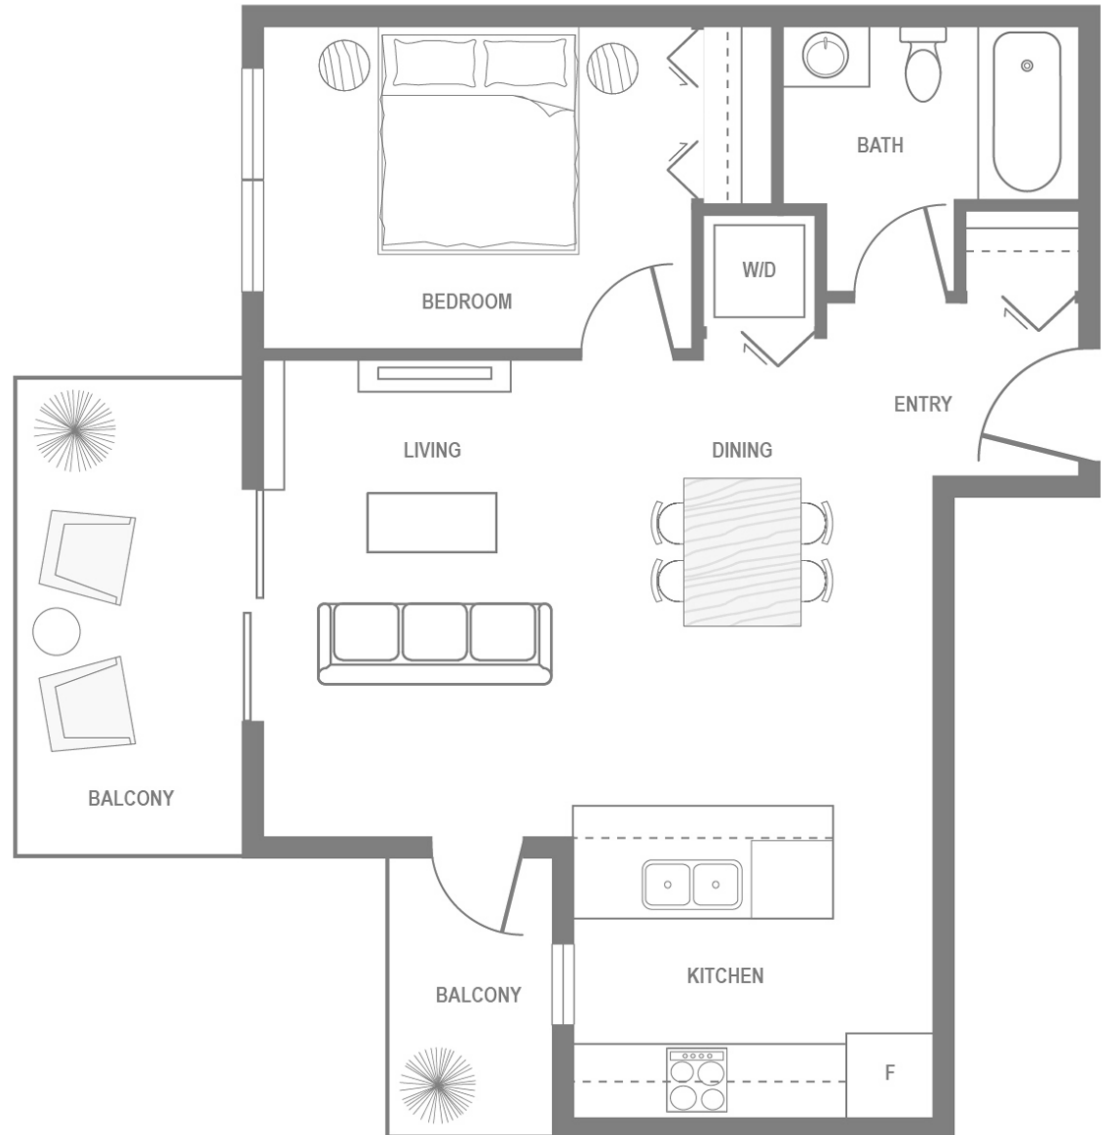 BATH
W/D
BEDROOM
ENTRY
LIVING
DINING
BALCONY
KITCHEN
BALCONY
F